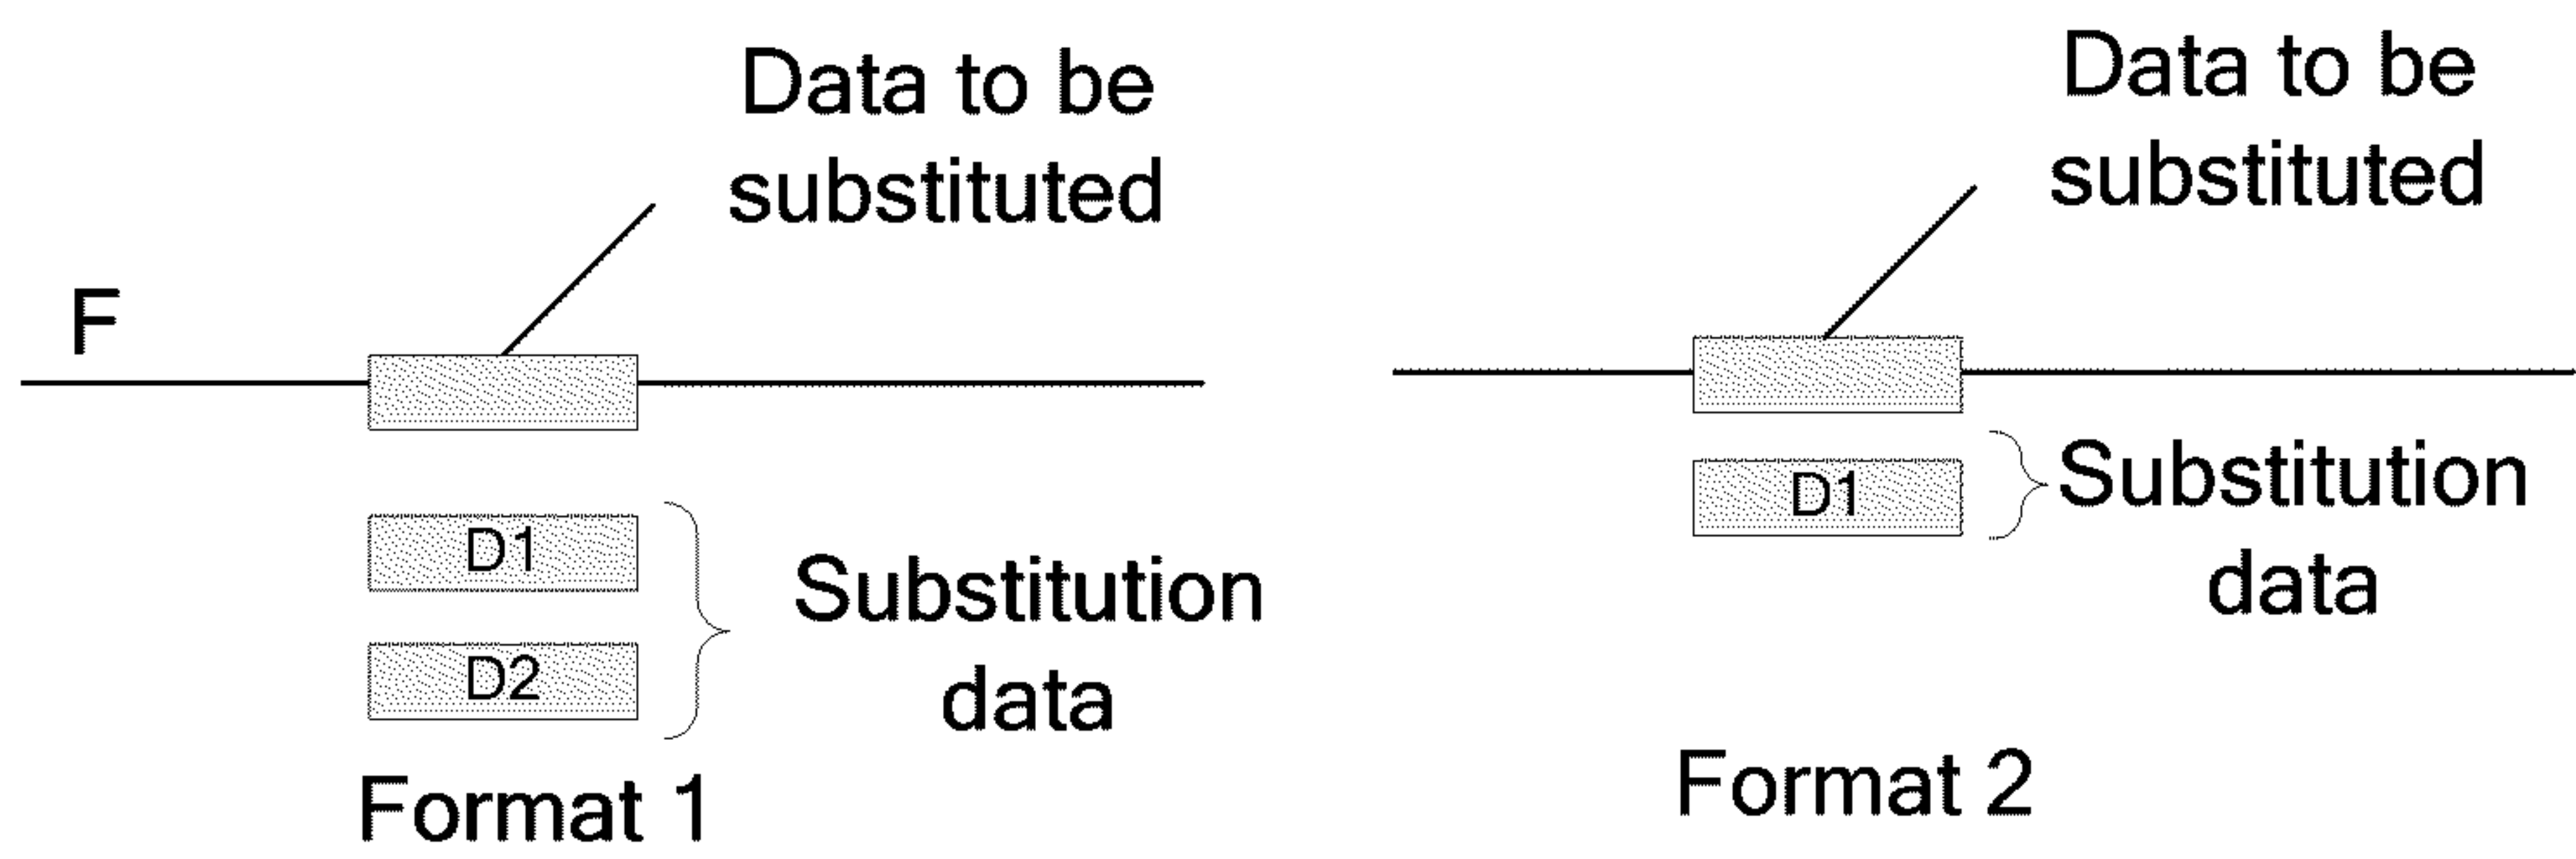 Data to be
substituted
F
D1
D2
Substitution
data
Format 1
Data to be
substituted
D1
Substitution
data
Format 2